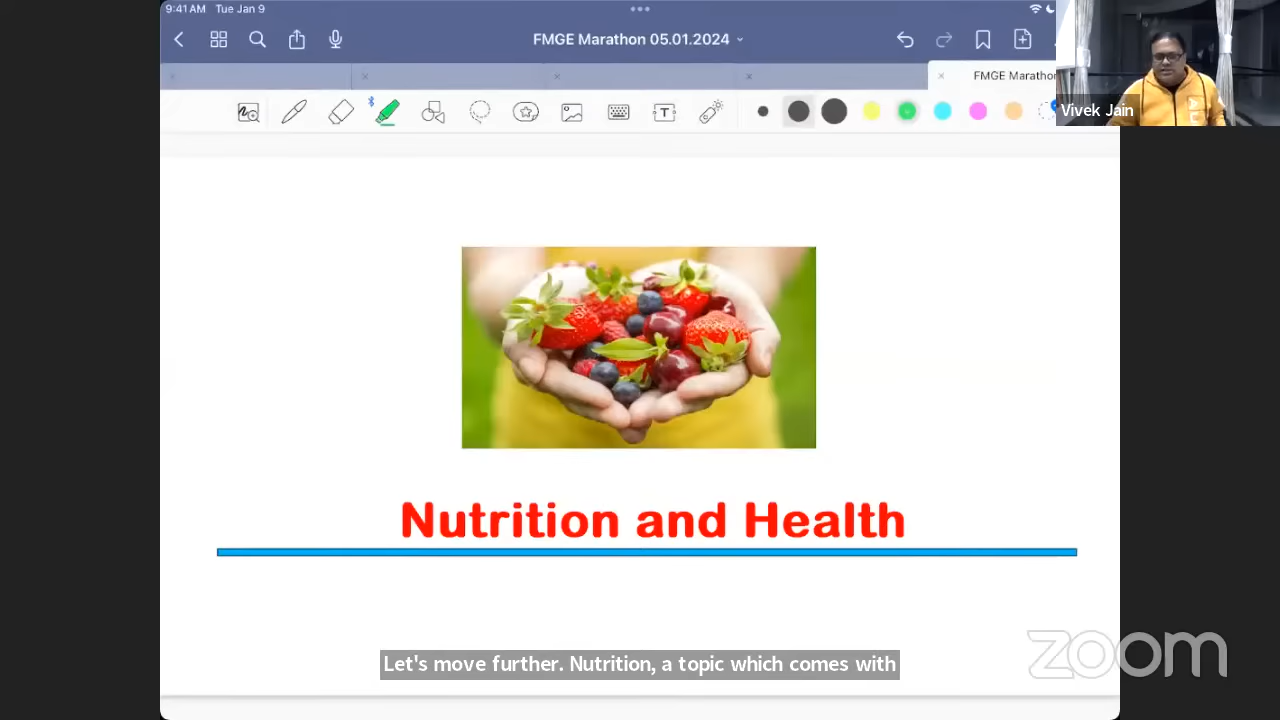 9:41 AM Tue Jan 9
FMGE Marathon 05.01.2024
FMGE Marathon
T
Vivek Jain
Nutrition and Health
Let's move further. Nutrition, a topic which comes with
zoom